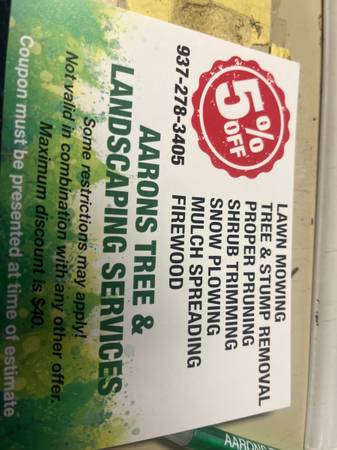 5%
OFF
937-278-3405
LAWN MOWING
TREE & STUMP REMOVAL
PROPER PRUNING
SHRUB TRIMMING
SNOW PLOWING
MULCH SPREADING
FIREWOOD
AARONS TREE &
LANDSCAPING SERVICES
Some restrictions may apply!
Not valid in combination with any other offer.
Maximum discount is $40.
Coupon must be presented at time of estimate
AARONS